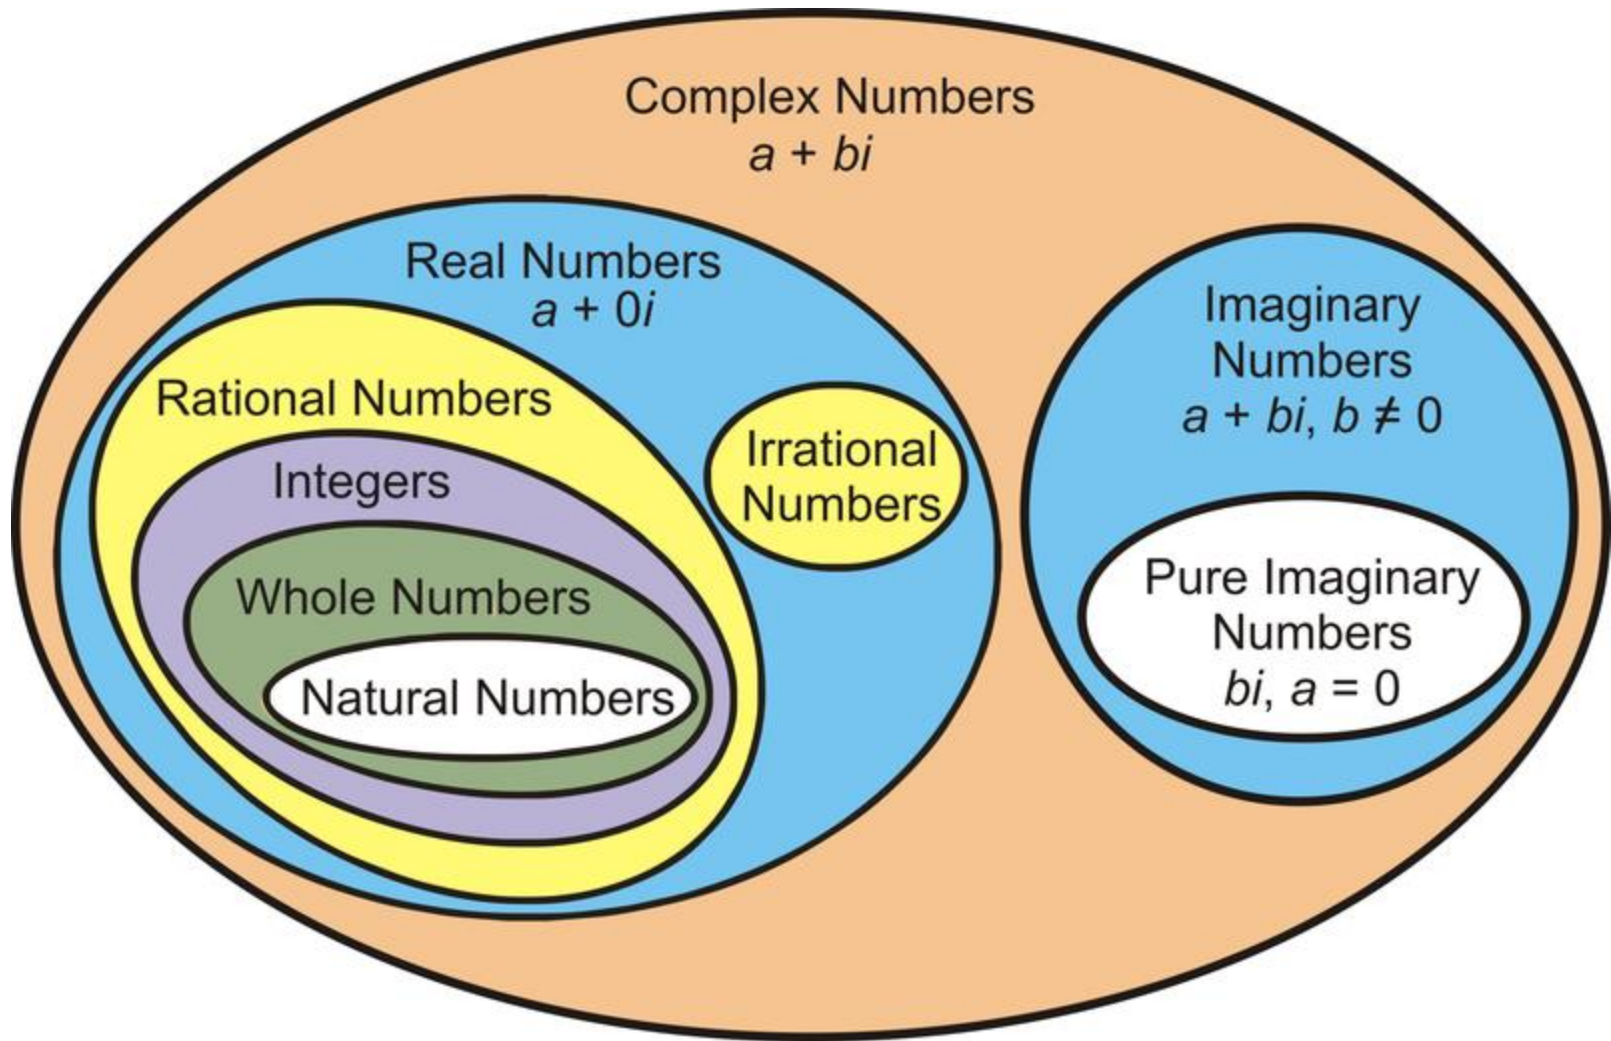 Complex Numbers
a + bi
Real Numbers
a + 0i
Rational Numbers
Integers
Whole Numbers
Natural Numbers
Irrational
Numbers
Imaginary
Numbers
a + bi, b ≠ 0
Pure Imaginary
Numbers
bi, a = 0